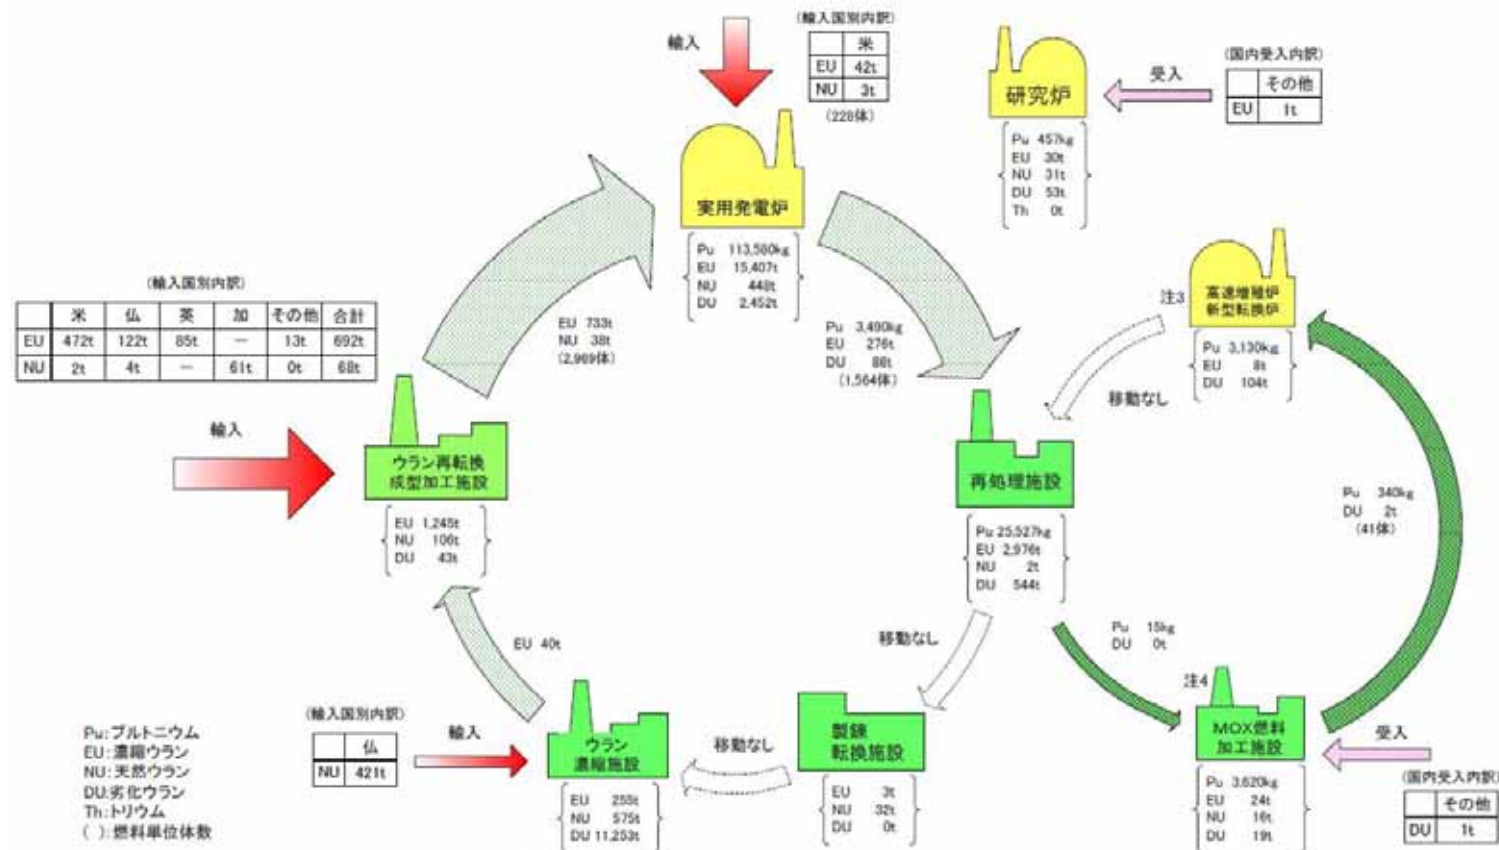 輸入
(輸入国別内訳)
米
EU 42t
NU 3t
(228体)
研究炉
受入
(国内受入内訳)
その他
EU 1t
Pu 457kg
EU 30t
NU 31t
DU 53t
Th 0t
実用発電炉
Pu 113,580kg
EU 15,407t
NU 448t
DU 2,452t
(輸入国別内訳)
米 仏 英 加 その他 合計
EU 472t 122t 85t － 13t 692t
NU 2t 4t － 61t 0t 68t
EU 733t
NU 38t
(2,969体)
Pu 3,490kg
EU 276t
DU 86t
(1,564体)
注3
高速増殖炉
新型転換炉
Pu 3,130kg
EU 8t
DU 104t
移動なし
輸入
ウラン再転換
成型加工施設
EU 1,245t
NU 106t
DU 43t
再処理施設
Pu 25,527kg
EU 2,976t
NU 2t
DU 544t
Pu 340kg
DU 2t
(41体)
EU 40t
移動なし
Pu 15kg
DU 0t
注4
MOX燃料
加工施設
受入
Pu 3,620kg
EU 24t
NU 16t
DU 19t
(国内受入内訳)
その他
DU 1t
製錬
転換施設
EU 3t
NU 32t
DU 0t
移動なし
ウラン
濃縮施設
EU 255t
NU 575t
DU 11,253t
輸入
(輸入国別内訳)
仏
NU 421t
Pu:プルトニウム
EU:濃縮ウラン
NU:天然ウラン
DU:劣化ウラン
Th:トリウム
( ):燃料単位体数